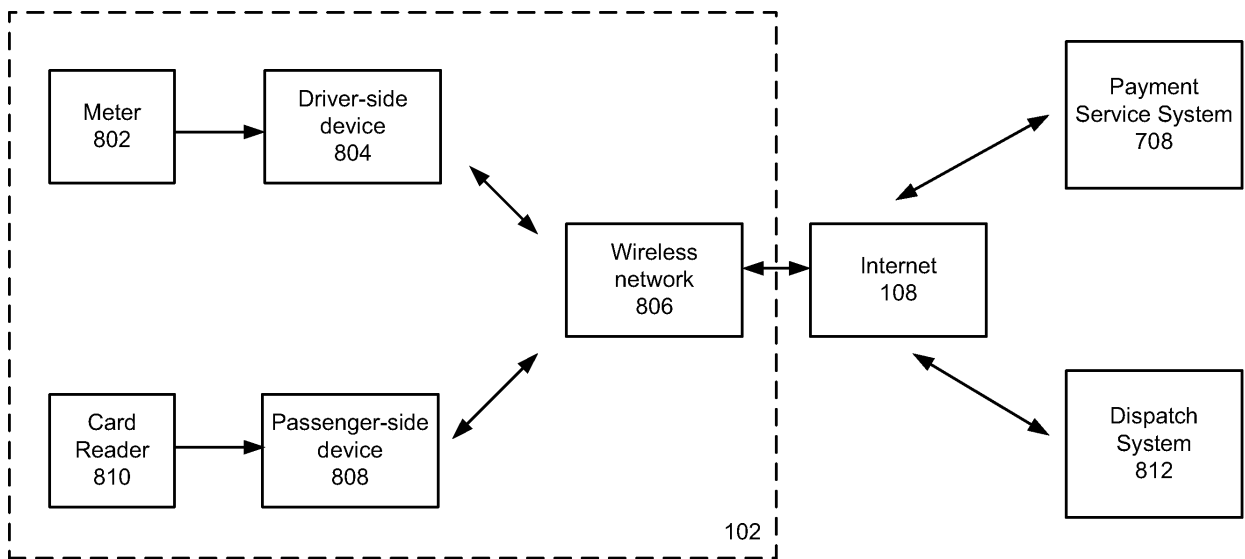 Meter
802
Driver-side
device
804
Payment
Service System
708
Wireless
network
806
Internet
108
Card
Reader
810
Passenger-side
device
808
Dispatch
System
812
102